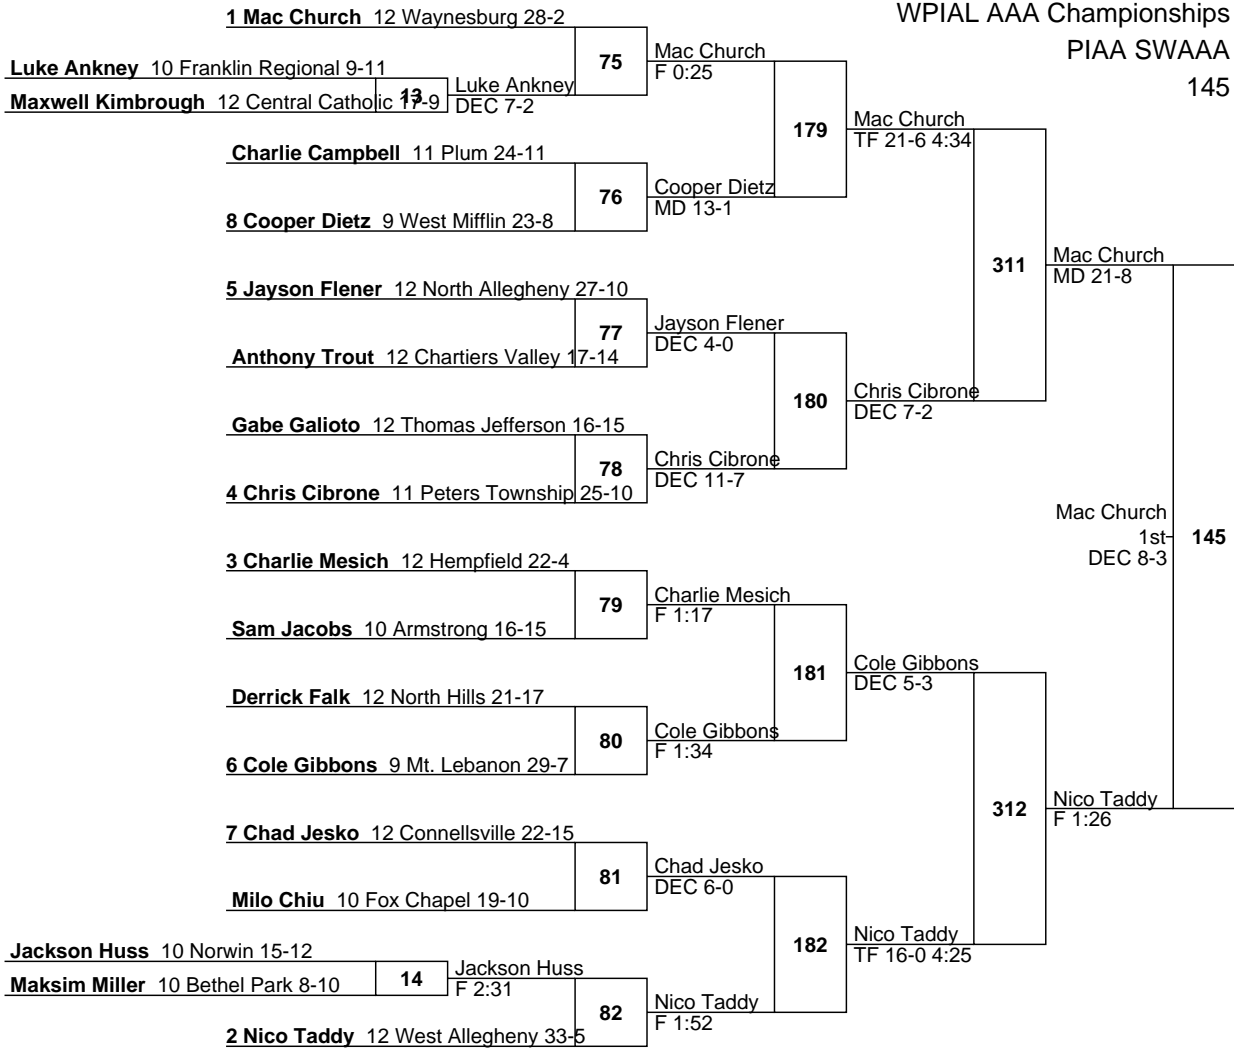 WPIAL AAA Championships
PIAA SWAAA
145
1 Mac Church 12 Waynesburg 28-2
75
Mac Church
F 0:25
Luke Ankney 10 Franklin Regional 9-11
13
Luke Ankney
DEC 7-2
Maxwell Kimbrough 12 Central Catholic 17-9
179
Mac Church
TF 21-6 4:34
Charlie Campbell 11 Plum 24-11
76
Cooper Dietz
MD 13-1
8 Cooper Dietz 9 West Mifflin 23-8
311
Mac Church
MD 21-8
5 Jayson Flener 12 North Allegheny 27-10
77
Jayson Flener
DEC 4-0
Anthony Trout 12 Chartiers Valley 17-14
180
Chris Cibrone
DEC 7-2
Gabe Galioto 12 Thomas Jefferson 16-15
78
Chris Cibrone
DEC 11-7
4 Chris Cibrone 11 Peters Township 25-10
Mac Church
1st
DEC 8-3
145
3 Charlie Mesich 12 Hempfield 22-4
79
Charlie Mesich
F 1:17
Sam Jacobs 10 Armstrong 16-15
181
Cole Gibbons
DEC 5-3
Derrick Falk 12 North Hills 21-17
80
Cole Gibbons
F 1:34
6 Cole Gibbons 9 Mt. Lebanon 29-7
312
Nico Taddy
F 1:26
7 Chad Jesko 12 Connellsville 22-15
81
Chad Jesko
DEC 6-0
Milo Chiu 10 Fox Chapel 19-10
182
Nico Taddy
TF 16-0 4:25
Jackson Huss 10 Norwin 15-12
14
Jackson Huss
F 2:31
Maksim Miller 10 Bethel Park 8-10
82
Nico Taddy
F 1:52
2 Nico Taddy 12 West Allegheny 33-5